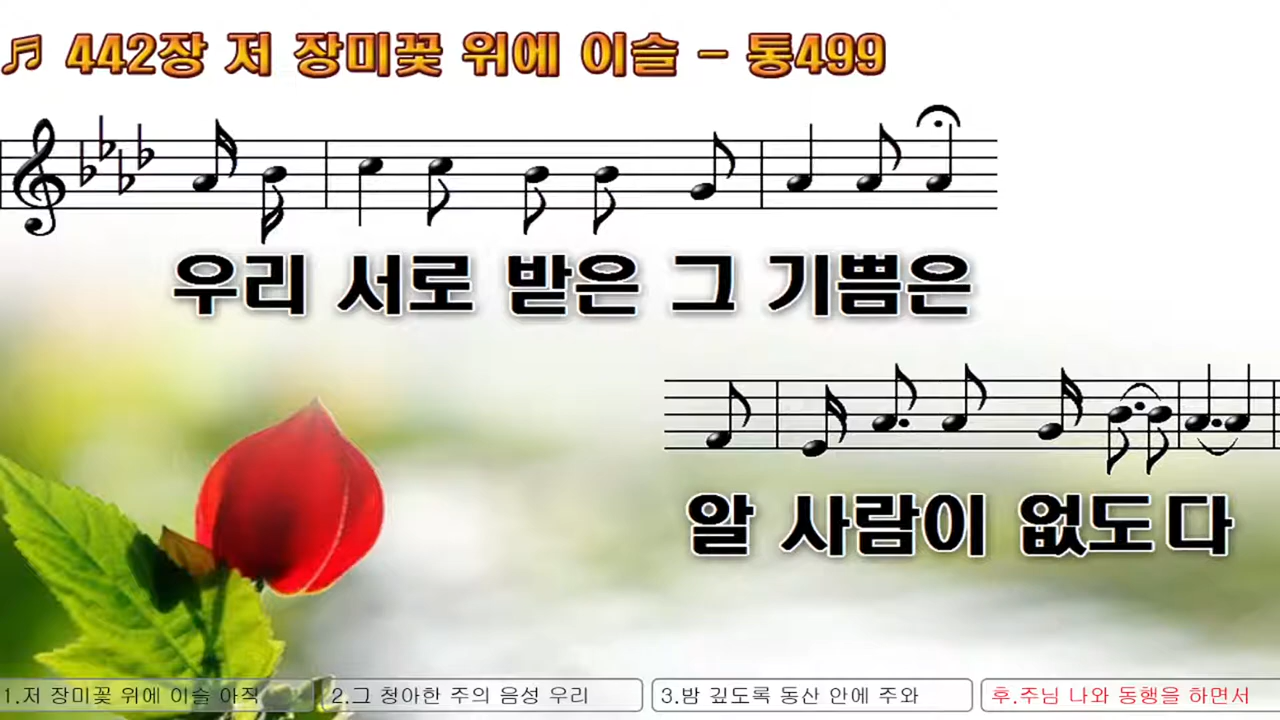 ♬ 442장 저 장미꽃 위에 이슬 - 통499
우리 서로 받은 그 기쁨은
알 사람이 없도다
1.저 장미꽃 위에 이슬 아직
2.그 청아한 주의 음성 우리
3.밤 깊도록 동산 안에 주와
후.주님 나와 동행을 하면서